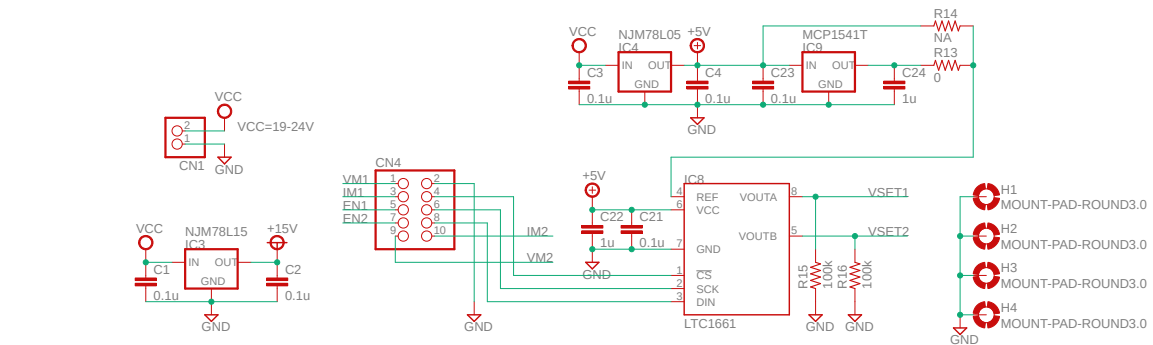 R14
NA
VCC
NJM78L05
IC4
+5V
MCP1541T
IC9
R13
0
IN
OUT
GND
IN
OUT
GND
C3
0.1u
C4
0.1u
C23
0.1u
C24
1u
GND
VCC
VCC=19-24V
2
1
CN1
GND
CN4
VM1
IM1
EN1
EN2
1
3
5
7
9
2
4
6
8
10
IM2
VM2
GND
VCC
NJM78L15
IC3
+15V
IN
OUT
GND
C1
0.1u
C2
0.1u
GND
+5V
C22
1u
C21
0.1u
GND
IC8
4
6
7
1
2
3
REF
VCC
GND
CS
SCK
DIN
VOUTA
VOUTB
8
5
LTC1661
VSET1
VSET2
R15
100k
R16
100k
GND
GND
H1
MOUNT-PAD-ROUND3.0
H2
MOUNT-PAD-ROUND3.0
H3
MOUNT-PAD-ROUND3.0
H4
MOUNT-PAD-ROUND3.0
GND